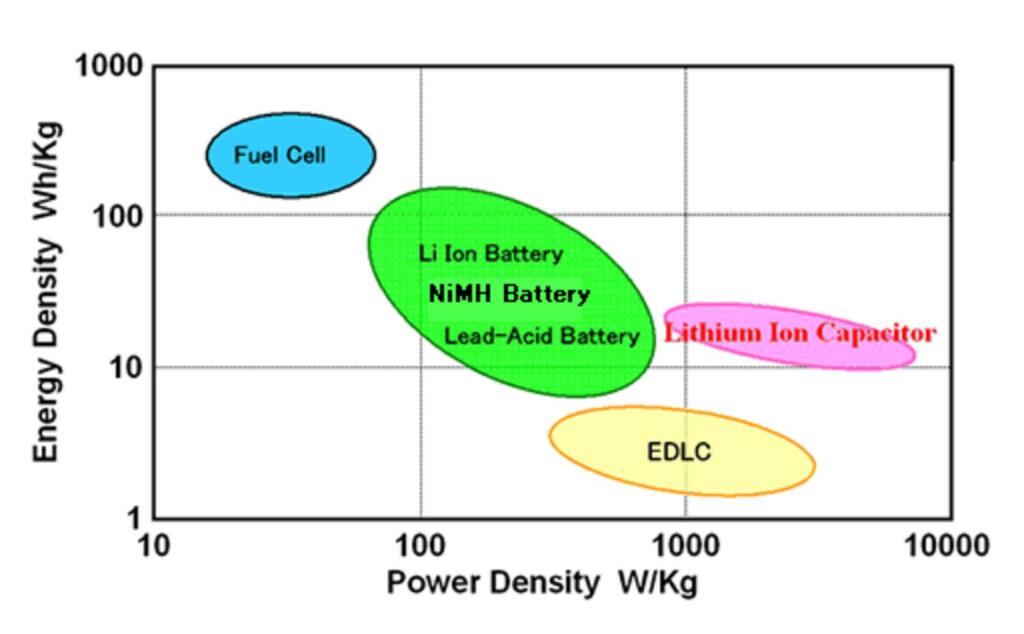 1000
Fuel Cell
Energy Density Wh/Kg
100
Li Ion Battery
NiMH Battery
Lithium Ion Capacitor
Lead-Acid Battery
10
EDLC
1
10 100 1000 10000
Power Density W/Kg